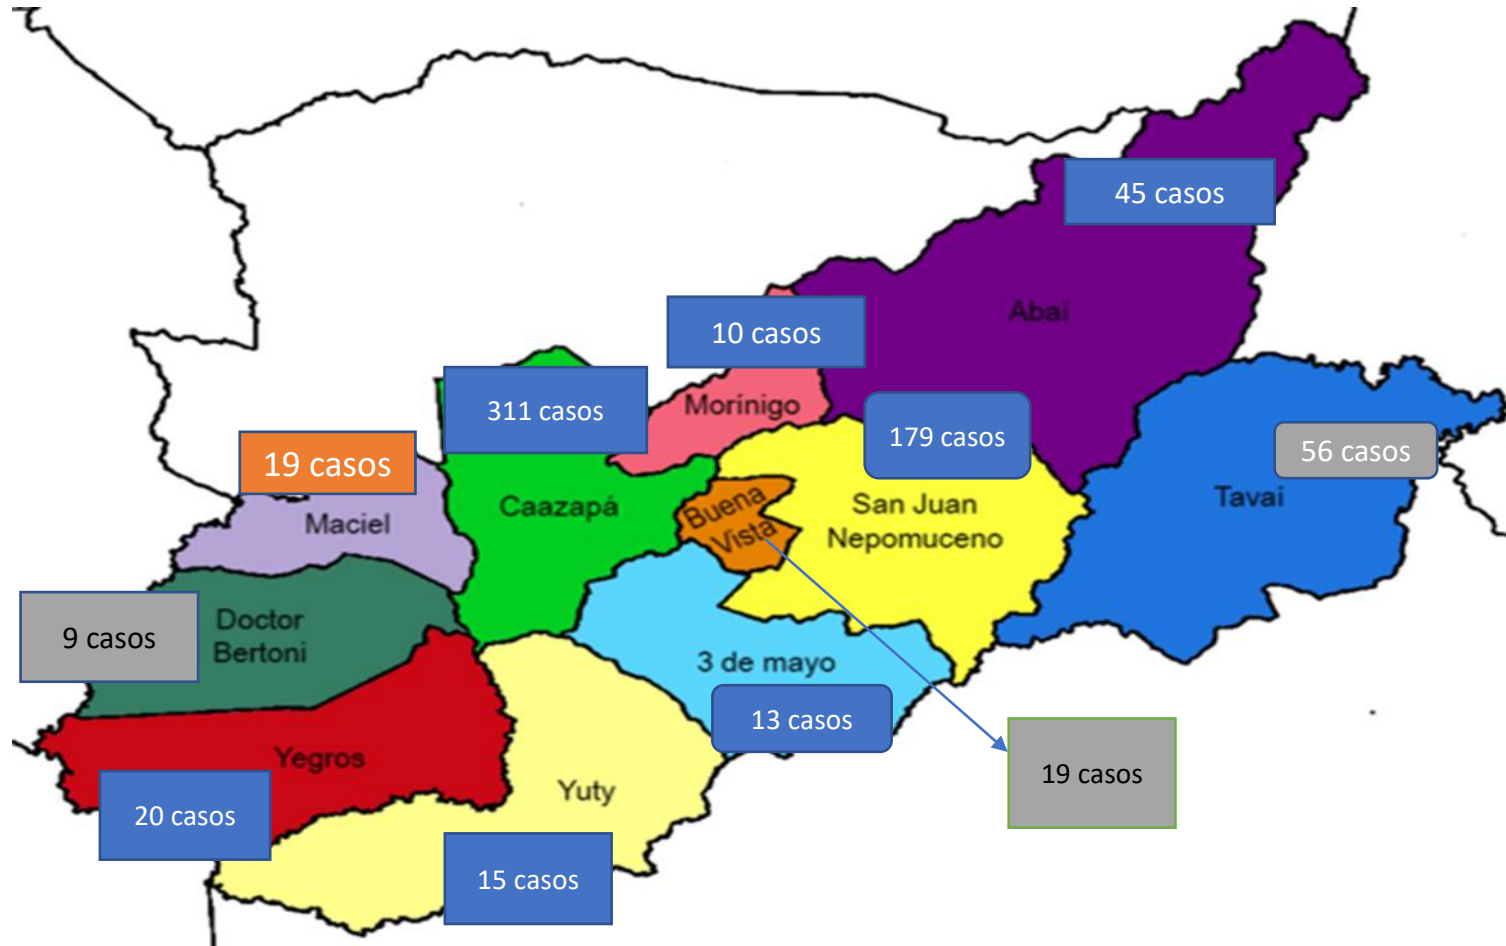 45 casos
Abai
10 casos
Morinigo
311 casos
179 casos
56 casos
19 casos
Maciel
Caazapá
Buena
Vista
San Juan
Nepomuceno
Tavai
9 casos
Doctor
Bertoni
3 de mayo
13 casos
19 casos
Yegros
20 casos
Yuty
15 casos